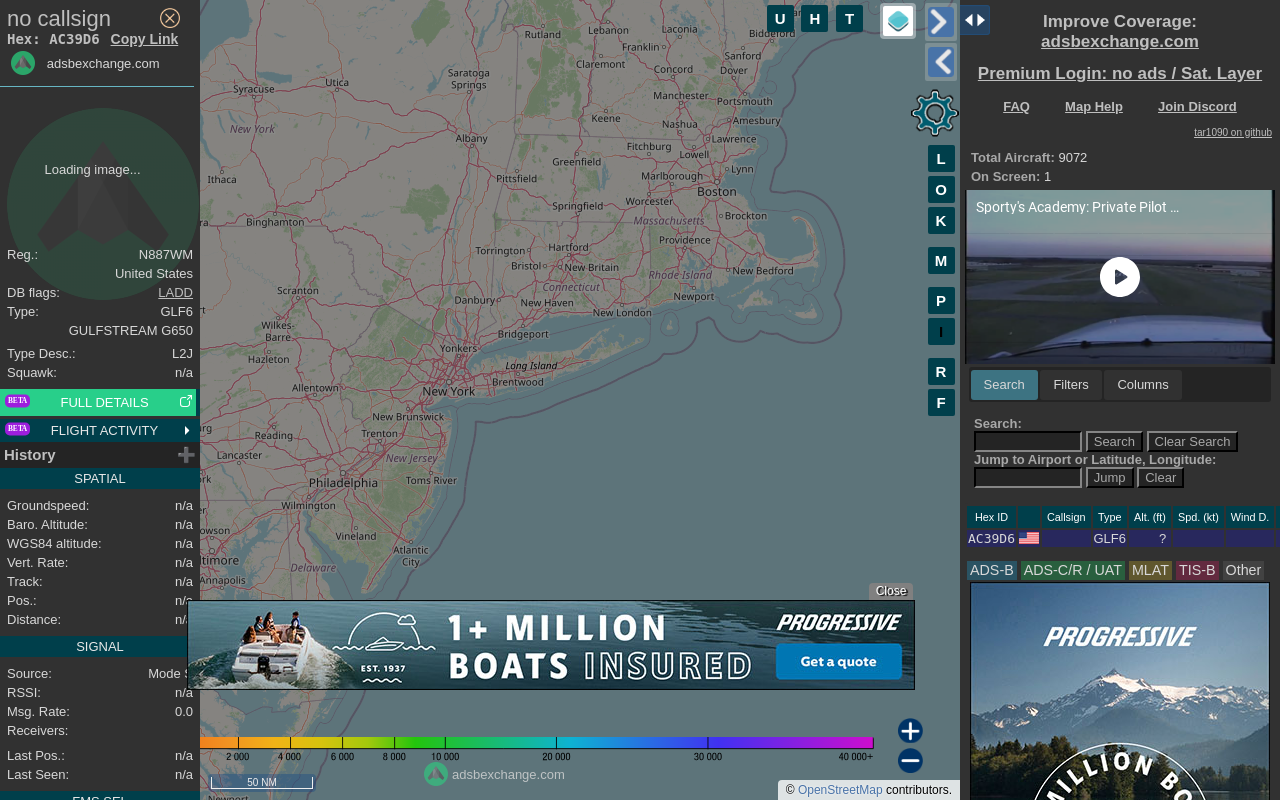 no callsign
Hex: AC39D6 Copy Link
adsbexchange.com
Loading image...
Reg.: N887WM
United States
DB flags: LADD
Type: GLF6
GULFSTREAM G650
Type Desc.: L2J
Squawk: n/a
BETA FULL DETAILS
BETA FLIGHT ACTIVITY
History
SPATIAL
Groundspeed: n/a
Baro. Altitude: n/a
WGS84 altitude: n/a
Vert. Rate: n/a
Track: n/a
Pos.: n/a
Distance: n/a
SIGNAL
Source: Mode S
RSSI: n/a
Msg. Rate: 0.0
Receivers:
Last Pos.: n/a
Last Seen: n/a
FMS SEL
U H T
L
O
K
M
P
I
R
F
Rutland
Lebanon
Laconia
Biddeford
Franklin
Sanford
Claremont
Concord
Dover
Saratoga
Springs
Utica
Syracuse
Manchester
Portsmouth
Keene
Nashua
Amesbury
New York
Albany
Fitchburg
Lawrence
Lowell
Greenfield
Lynn
Ithaca
Pittsfield
Marlborough
Boston
Worcester
Springfield
Massachusetts
Brockton
Binghamton
Providence
Hartford
Torrington
Bristol
New Britain
Rhode Island
New Bedford
Connecticut
Newport
Scranton
Danbury
New Haven
New London
Wilkes-
Barre
Bridgeport
Yonkers
Hazleton
Long Island
Brentwood
Allentown
New York
New Brunswick
Reading
Trenton
Lancaster
New Jersey
Philadelphia
Toms River
Wilmington
Vineland
Atlantic
City
Annapolis
Delaware
Newport
Close
1+ MILLION
BOATS INSURED
EST. 1937
PROGRESSIVE
Get a quote
2 000 4 000 6 000 8 000 10 000 20 000 30 000 40 000+
adsbexchange.com
50 NM
© OpenStreetMap contributors.
Improve Coverage:
adsbexchange.com
Premium Login: no ads / Sat. Layer
FAQ Map Help Join Discord
tar1090 on github
Total Aircraft: 9072
On Screen: 1
Sporty's Academy: Private Pilot ...
Search Filters Columns
Search:
Search Clear Search
Jump to Airport or Latitude, Longitude:
Jump Clear
Hex ID Callsign Type Alt. (ft) Spd. (kt) Wind D.
AC39D6 GLF6 ?
ADS-B ADS-C/R / UAT MLAT TIS-B Other
PROGRESSIVE
MILLION BO